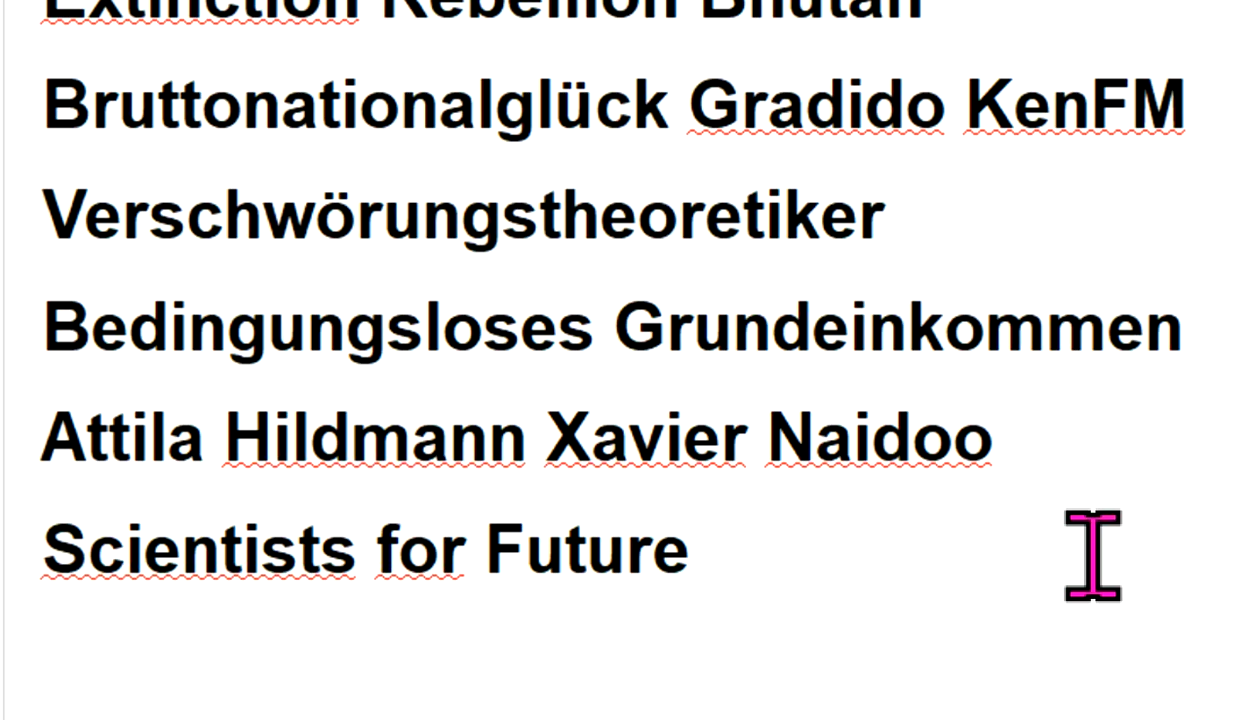 Extinction Rebellion Bhutan
Bruttonationalglück Gradido KenFM
Verschwörungstheoretiker
Bedingungsloses Grundeinkommen
Attila Hildmann Xavier Naidoo
Scientists for Future